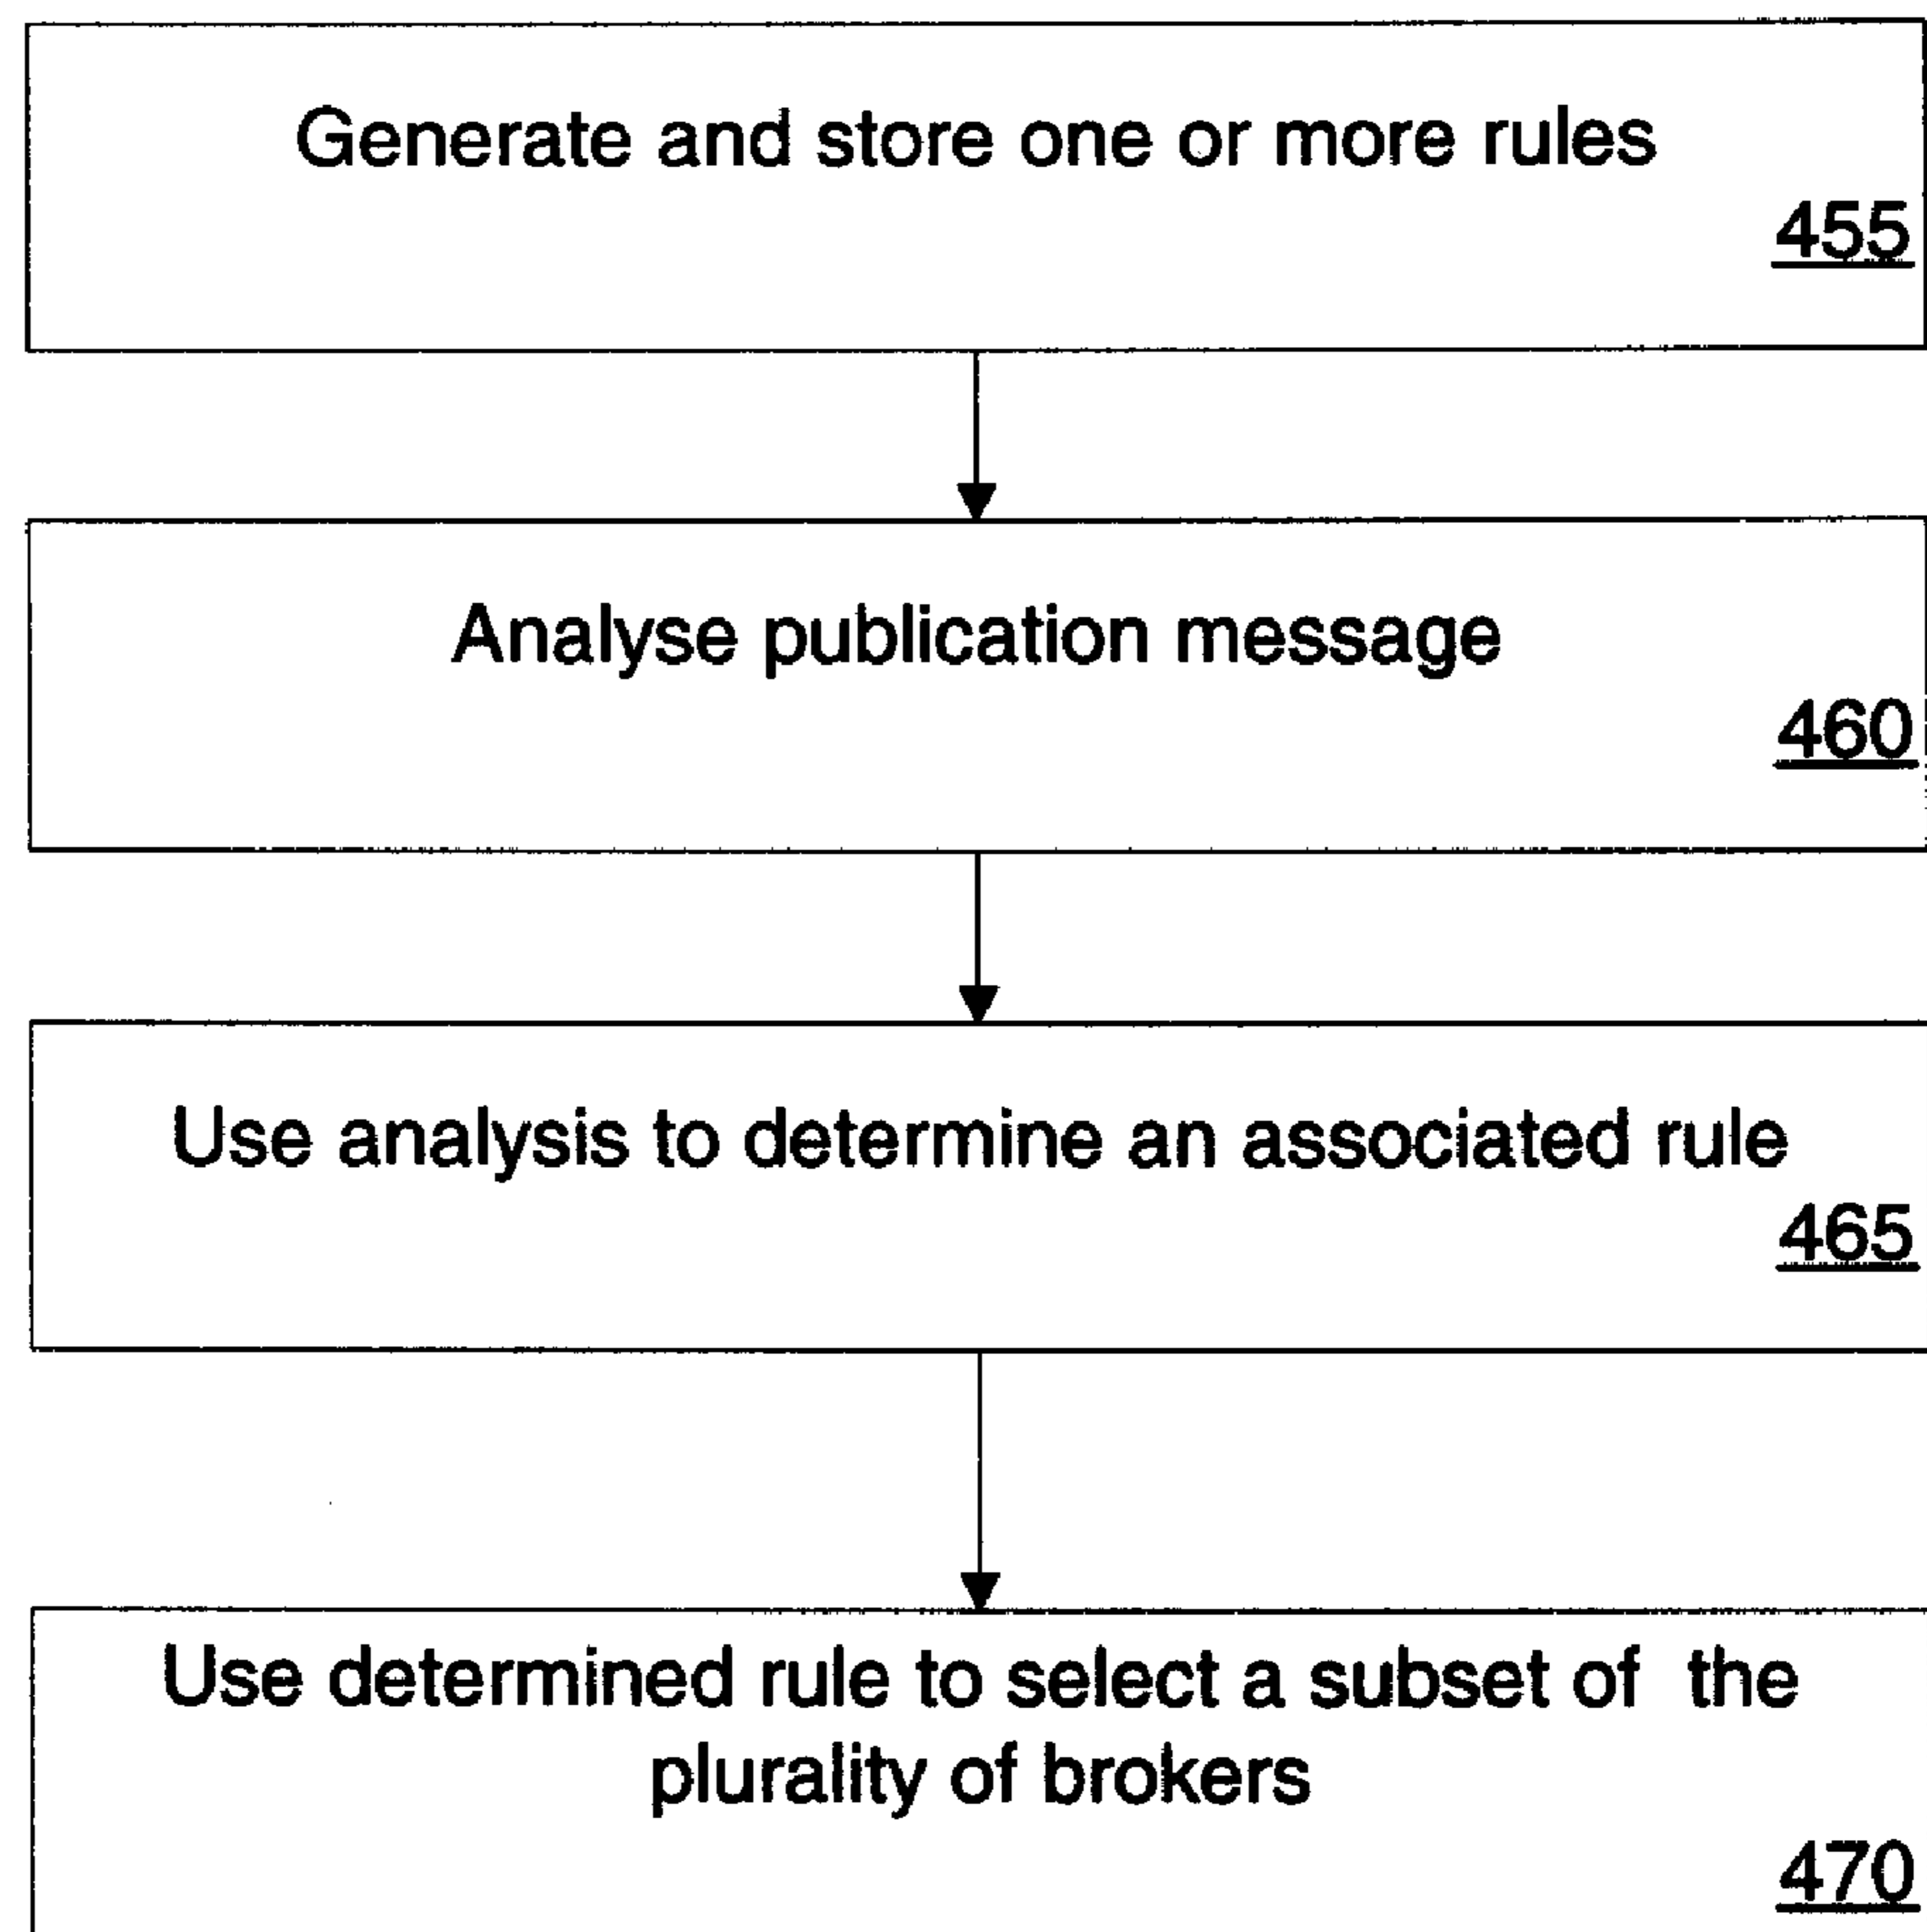 Generate and store one or more rules
455
Analyse publication message
460
Use analysis to determine an associated rule
465
Use determined rule to select a subset of the
plurality of brokers
470